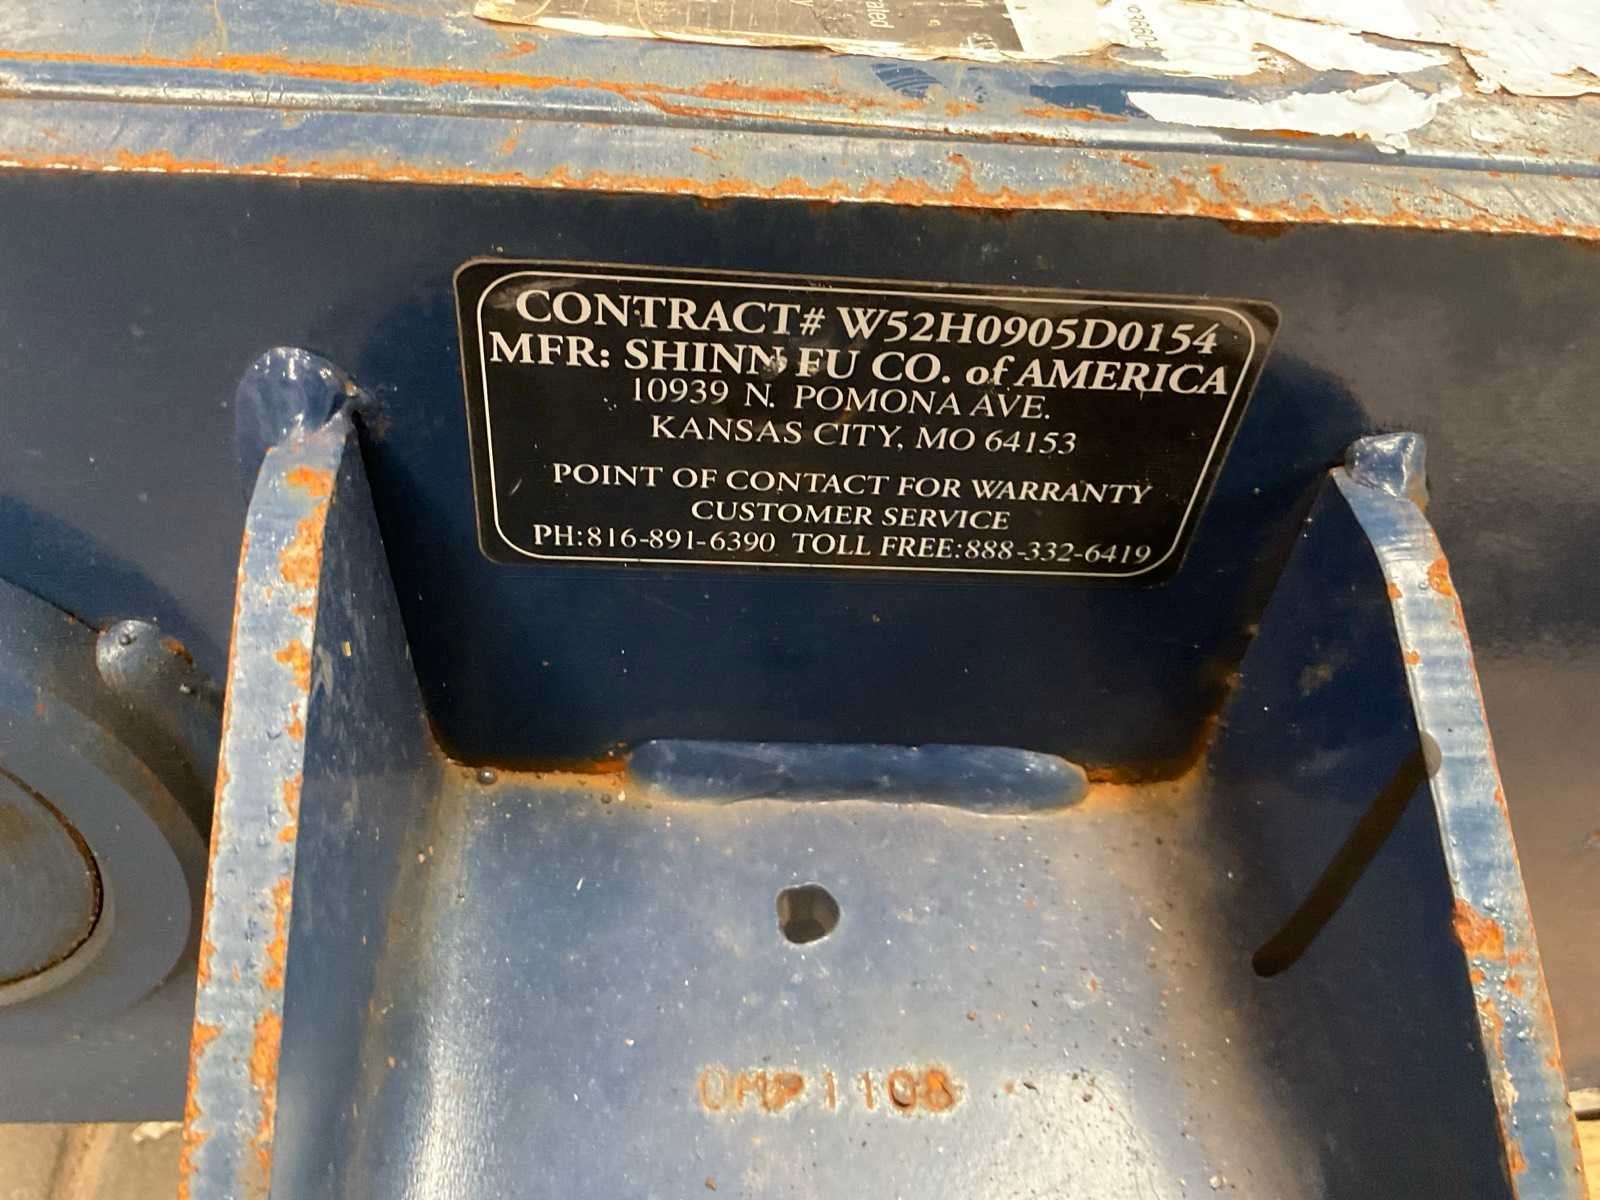 CONTRACT# W52H0905D0154
MFR: SHINN FU CO. of AMERICA
10939 N. POMONA AVE.
KANSAS CITY, MO 64153
POINT OF CONTACT FOR WARRANTY
CUSTOMER SERVICE
PH:816-891-6390 TOLL FREE:888-332-6419